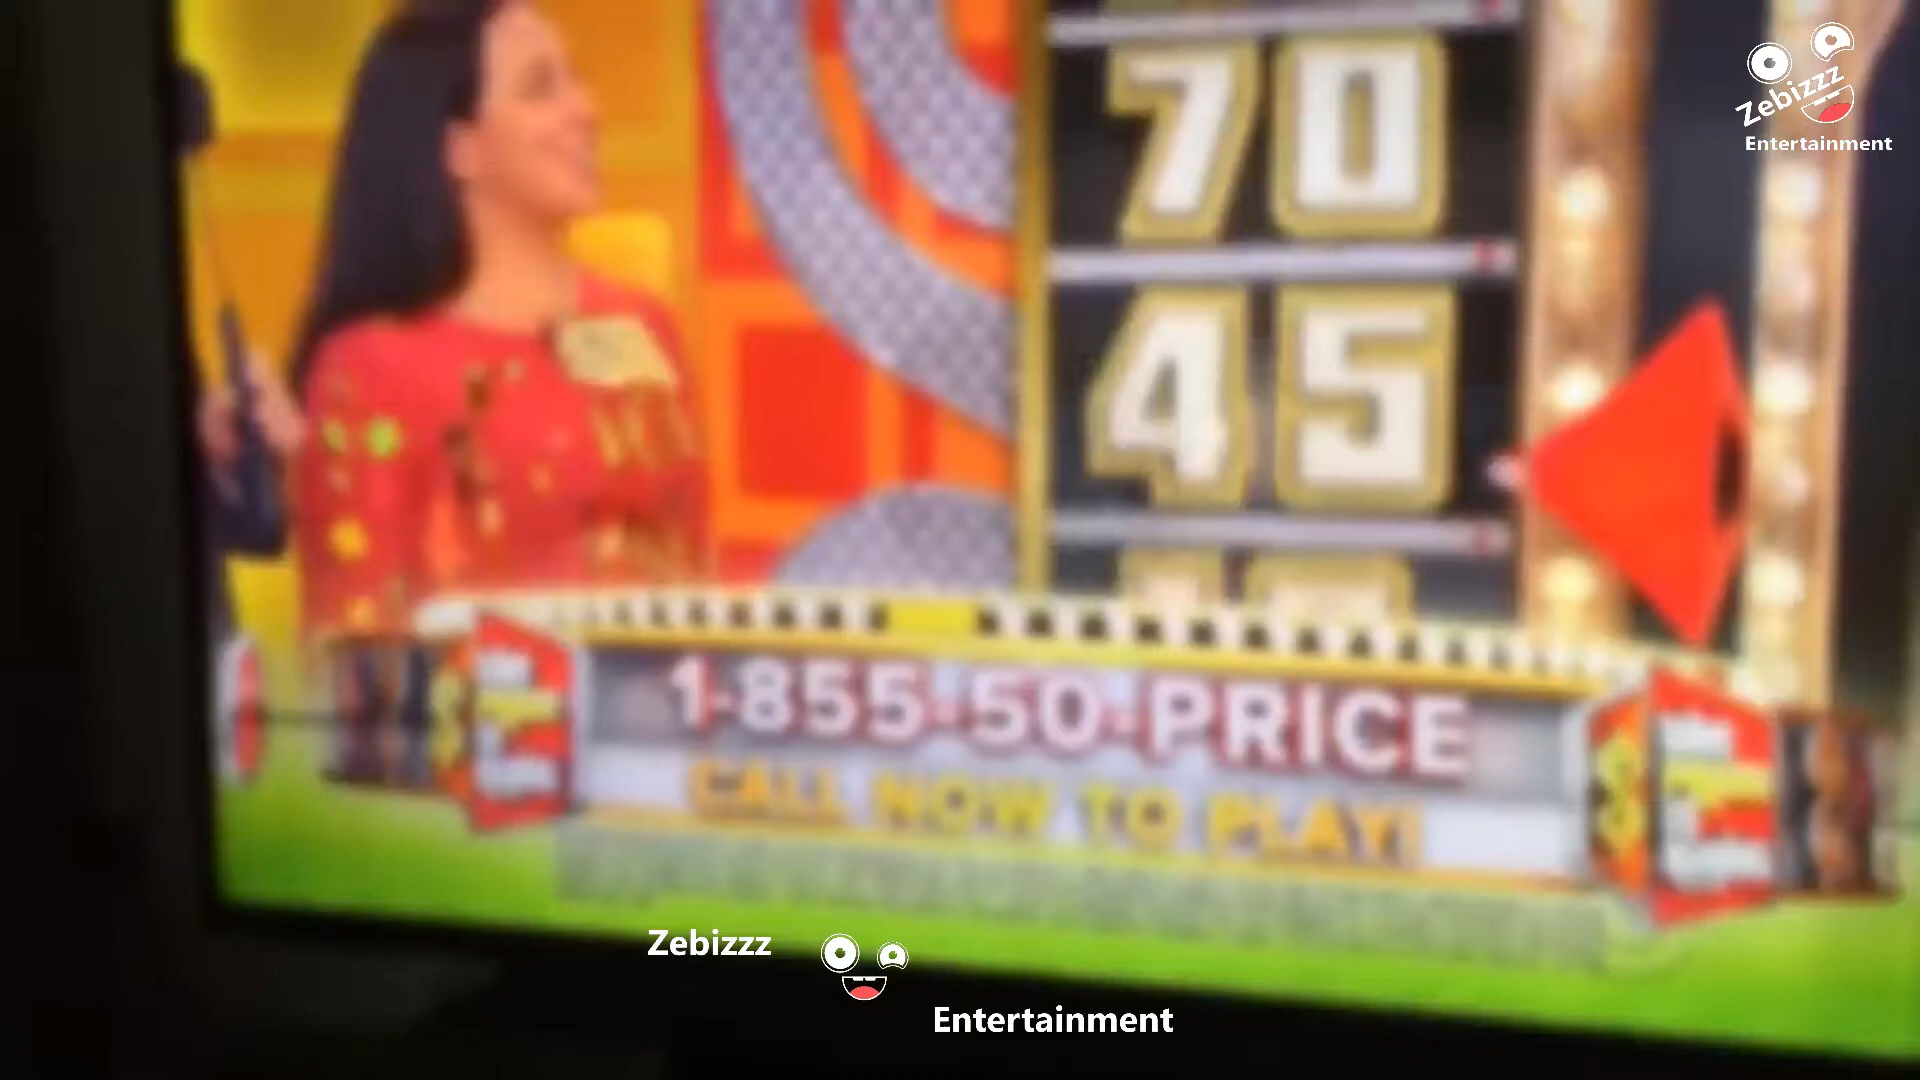 Zebizzz
Entertainment
70
45
1-855-50-PRICE
CALL NOW TO PLAY!
Zebizzz
Entertainment